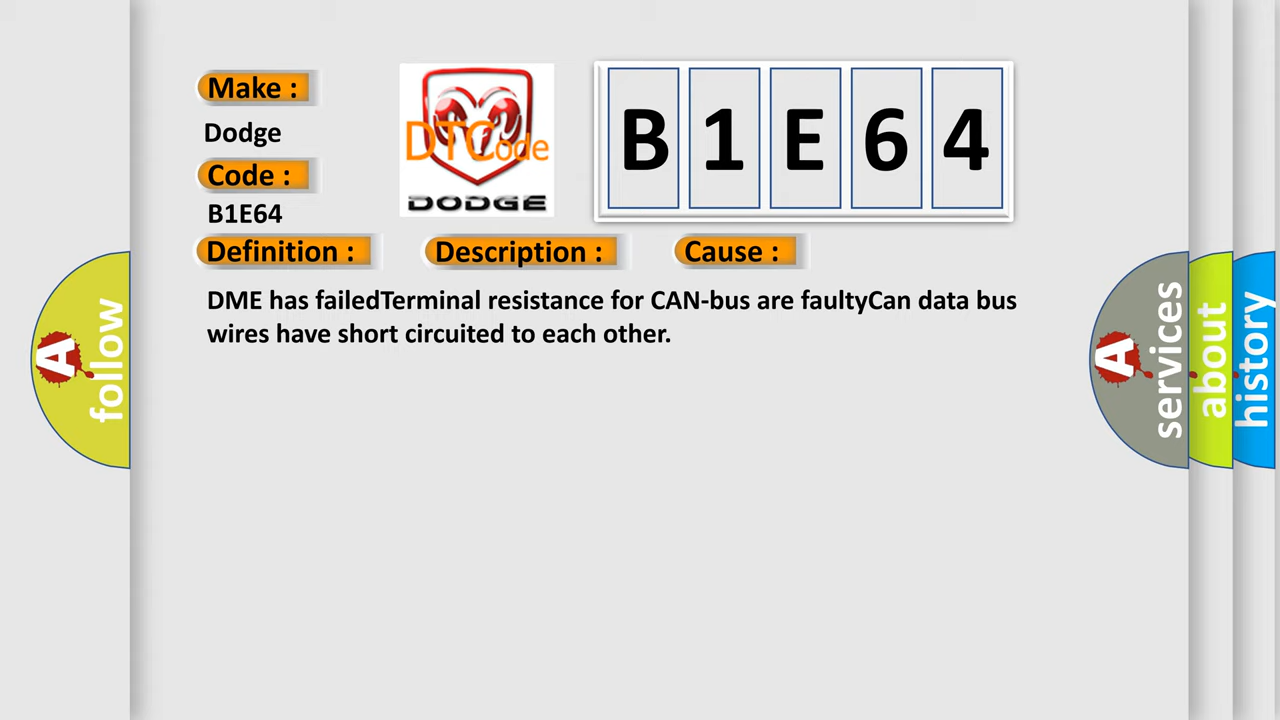 Make :
Dodge
Code :
B1E64
DTCode
DODGE
B 1 E 6 4
Definition :
Description :
Cause :
DME has failedTerminal resistance for CAN-bus are faultyCan data bus
wires have short circuited to each other.
A follow
A services
about
history